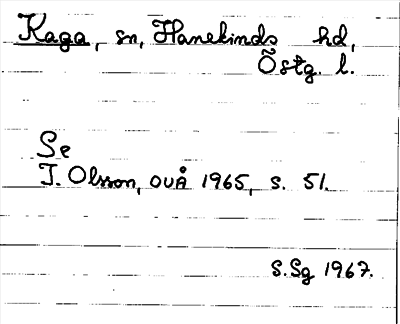 Kaga, sn, Hanekinds hd,
Östg. l.
Se
I. Olsson, OUÅ 1965, s. 51.
S.Sg 1967.